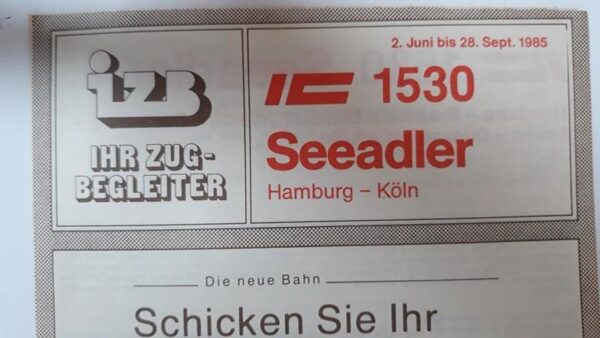 izB
IHR ZUG-
BEGLEITER
2. Juni bis 28. Sept. 1985
IC 1530
Seeadler
Hamburg – Köln
Die neue Bahn
Schicken Sie Ihr